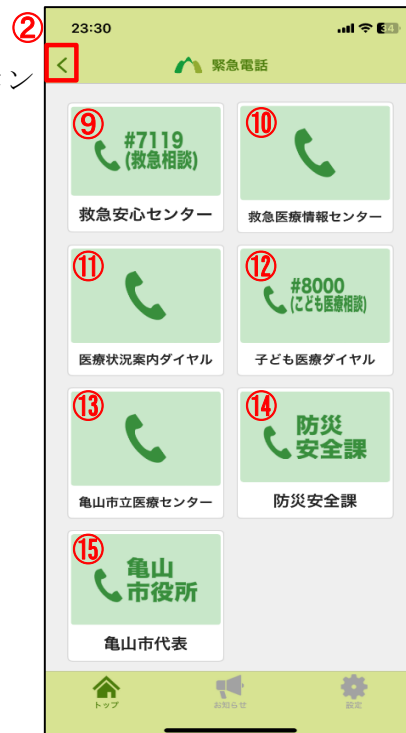 ②
ン
23:30
34
緊急電話
⑨
#7119
(救急相談)
救急安心センター
⑩
救急医療情報センター
⑪
医療状況案内ダイヤル
⑫
#8000
(こども医療相談)
子ども医療ダイヤル
⑬
亀山市立医療センター
⑭
防災
安全課
防災安全課
⑮
亀山
市役所
亀山市代表
トップ
お知らせ
設定